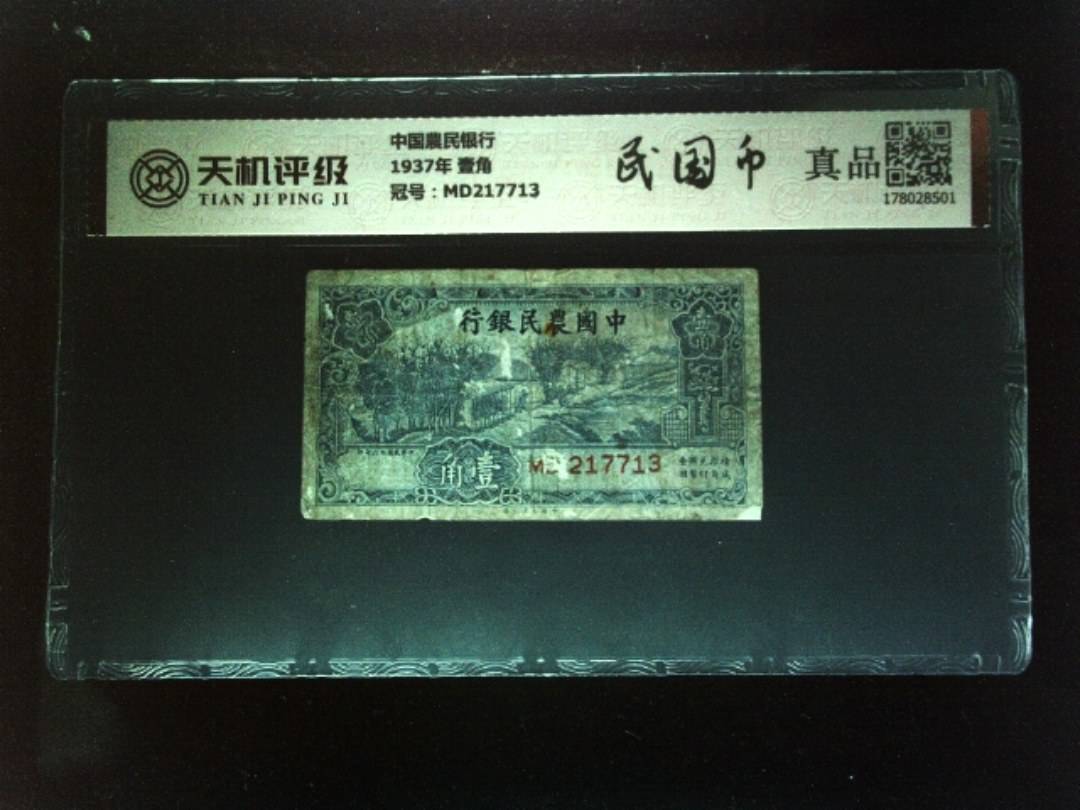 天机评级
TIAN JI PING JI
中国農民银行
1937年 壹角
冠号：MD217713
民国币
真品
178028501
行銀民農國中
角壹
MD 217713